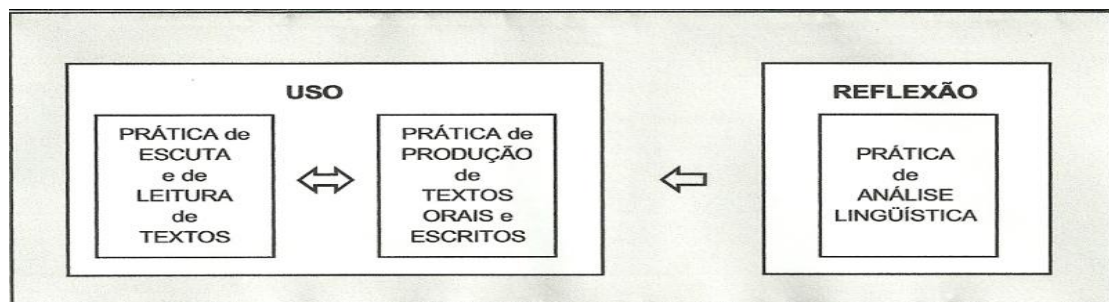 USO
PRÁTICA de
ESCUTA
e de
LEITURA
de
TEXTOS
PRÁTICA de
PRODUÇÃO
de
TEXTOS
ORAIS e
ESCRITOS
REFLEXÃO
PRÁTICA
de
ANÁLISE
LINGÜÍSTICA